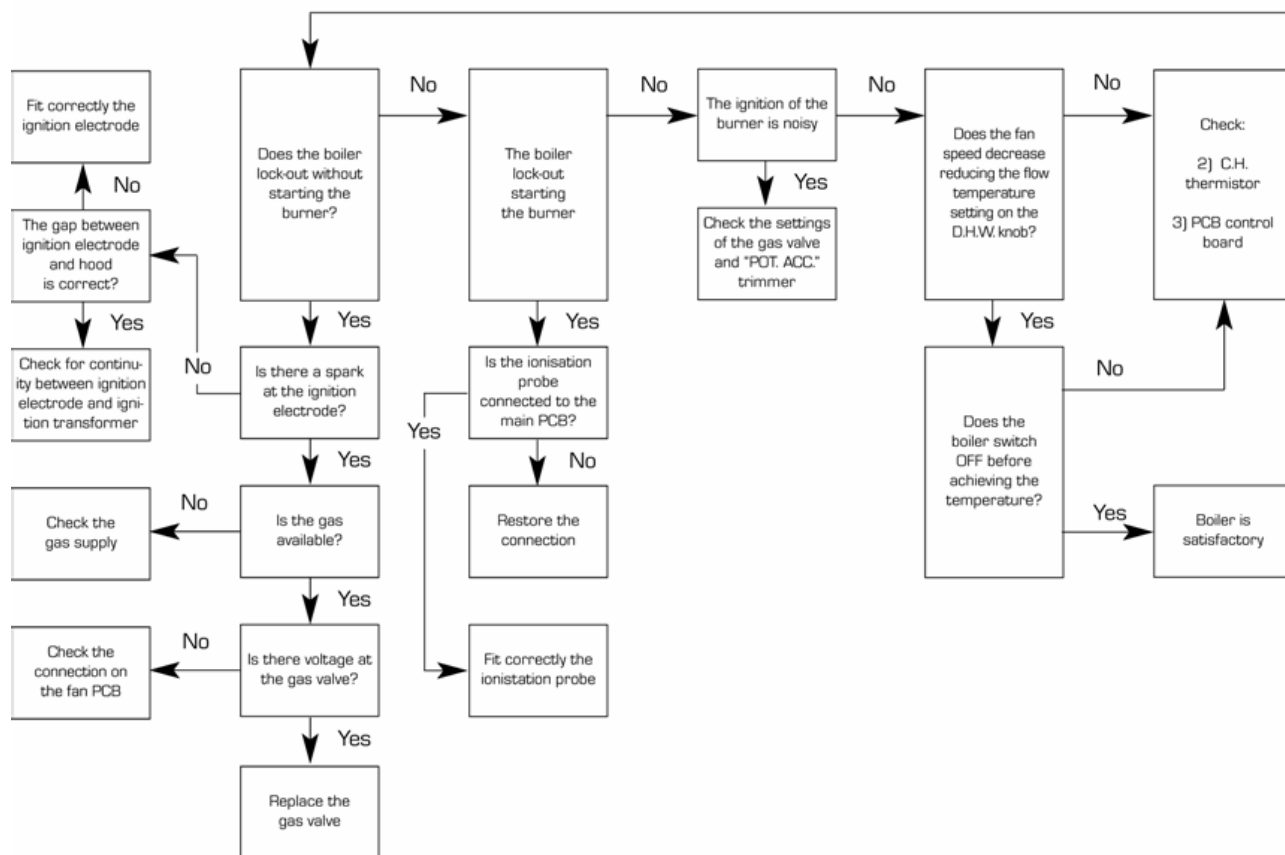 No
No
No
No
Fit correctly the
ignition electrode
Does the boiler
lock-out without
starting the
burner?
The boiler
lock-out
starting
the burner
The ignition of the
burner is noisy
Does the fan
speed decrease
reducing the flow
temperature
setting on the
D.H.W. knob?
Check:
2) C.H.
thermistor
3) PCB control
board
No
Yes
The gap between
ignition electrode
and hood
is correct?
Check the settings
of the gas valve
and "POT. ACC."
trimmer
Yes
Yes
Yes
Yes
No
No
Check for continu-
ity between ignition
electrode and igni-
tion transformer
Is there a spark
at the ignition
electrode?
Is the ionisation
probe
connected to the
main PCB?
Does the
boiler switch
OFF before
achieving the
temperature?
Yes
Yes
No
No
Yes
Check the
gas supply
Is the gas
available?
Restore the
connection
Boiler is
satisfactory
Yes
No
Check the
connection on
the fan PCB
Is there voltage at
the gas valve?
Fit correctly the
ionistation probe
Yes
Replace the
gas valve